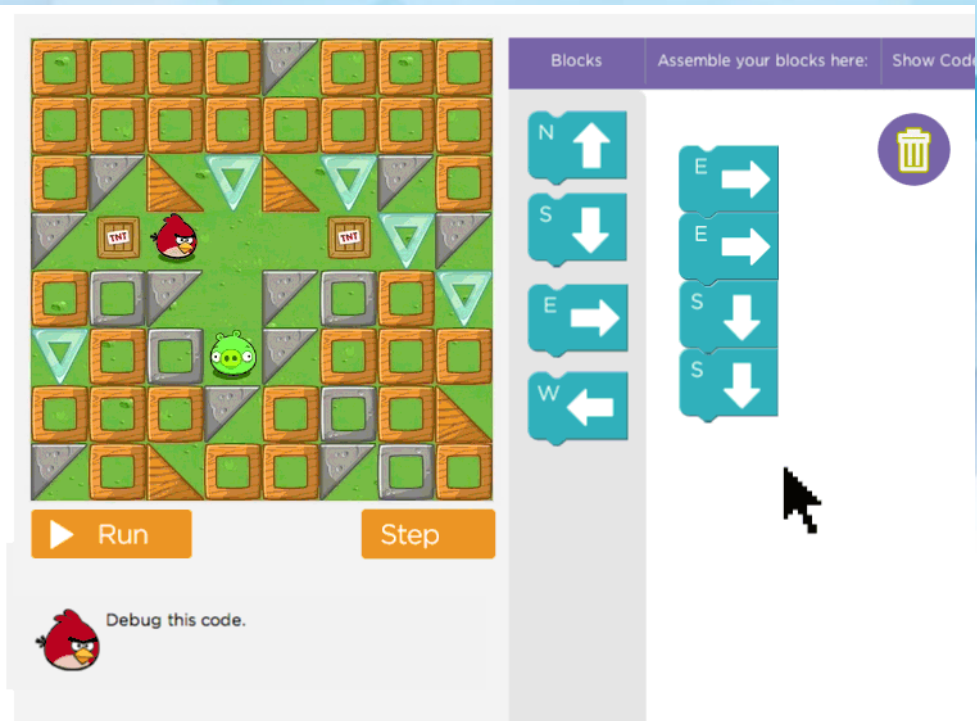 Blocks
Assemble your blocks here:
Show Code
TNT
TNT
N
S
E
W
E
E
S
S
Run
Step
Debug this code.